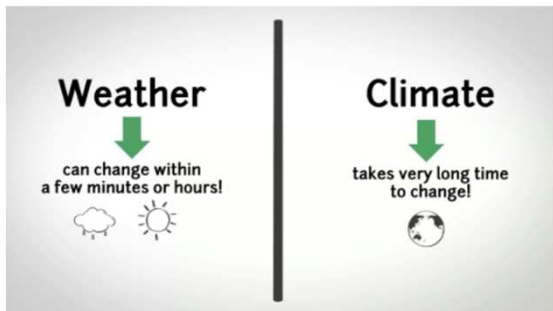 Weather
can change within
a few minutes or hours!
Climate
takes very long time
to change!